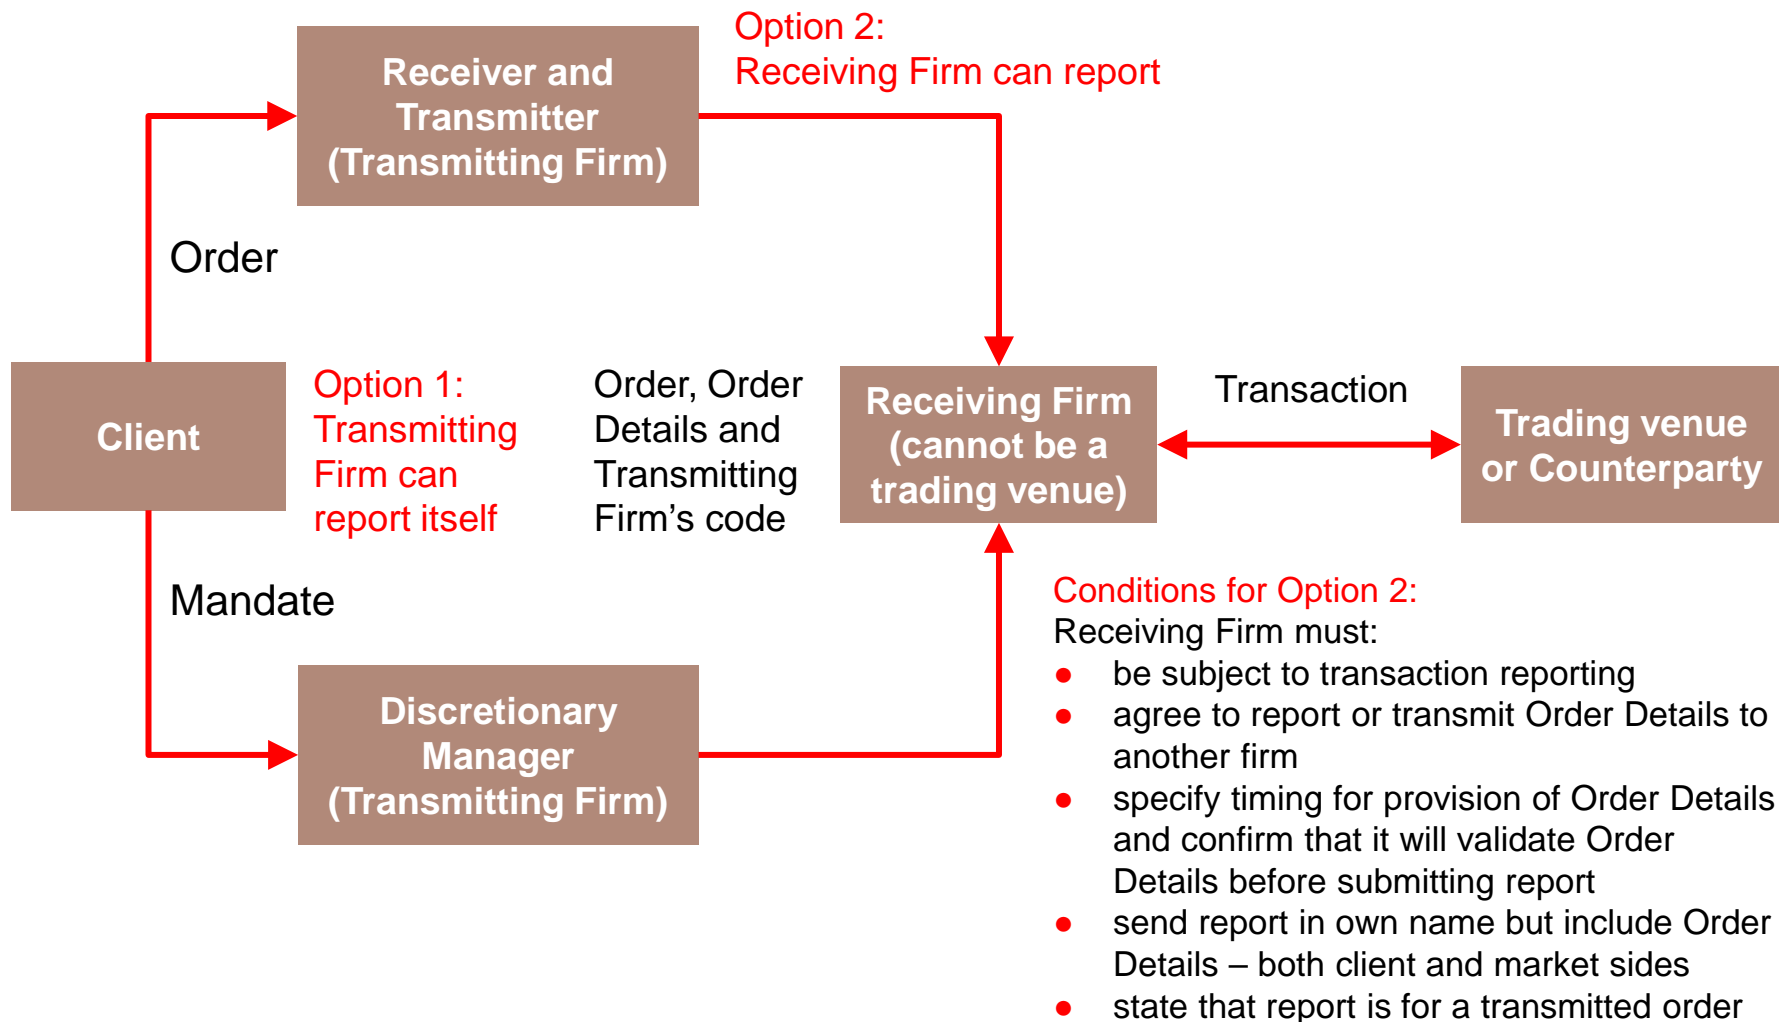 Option 2:
Receiving Firm can report
Receiver and
Transmitter
(Transmitting Firm)
Order
Client
Option 1:
Transmitting
Firm can
report itself
Order, Order
Details and
Transmitting
Firm’s code
Receiving Firm
(cannot be a
trading venue)
Transaction
Trading venue
or Counterparty
Mandate
Discretionary
Manager
(Transmitting Firm)
Conditions for Option 2:
Receiving Firm must:
● be subject to transaction reporting
● agree to report or transmit Order Details to
another firm
● specify timing for provision of Order Details
and confirm that it will validate Order
Details before submitting report
● send report in own name but include Order
Details – both client and market sides
● state that report is for a transmitted order